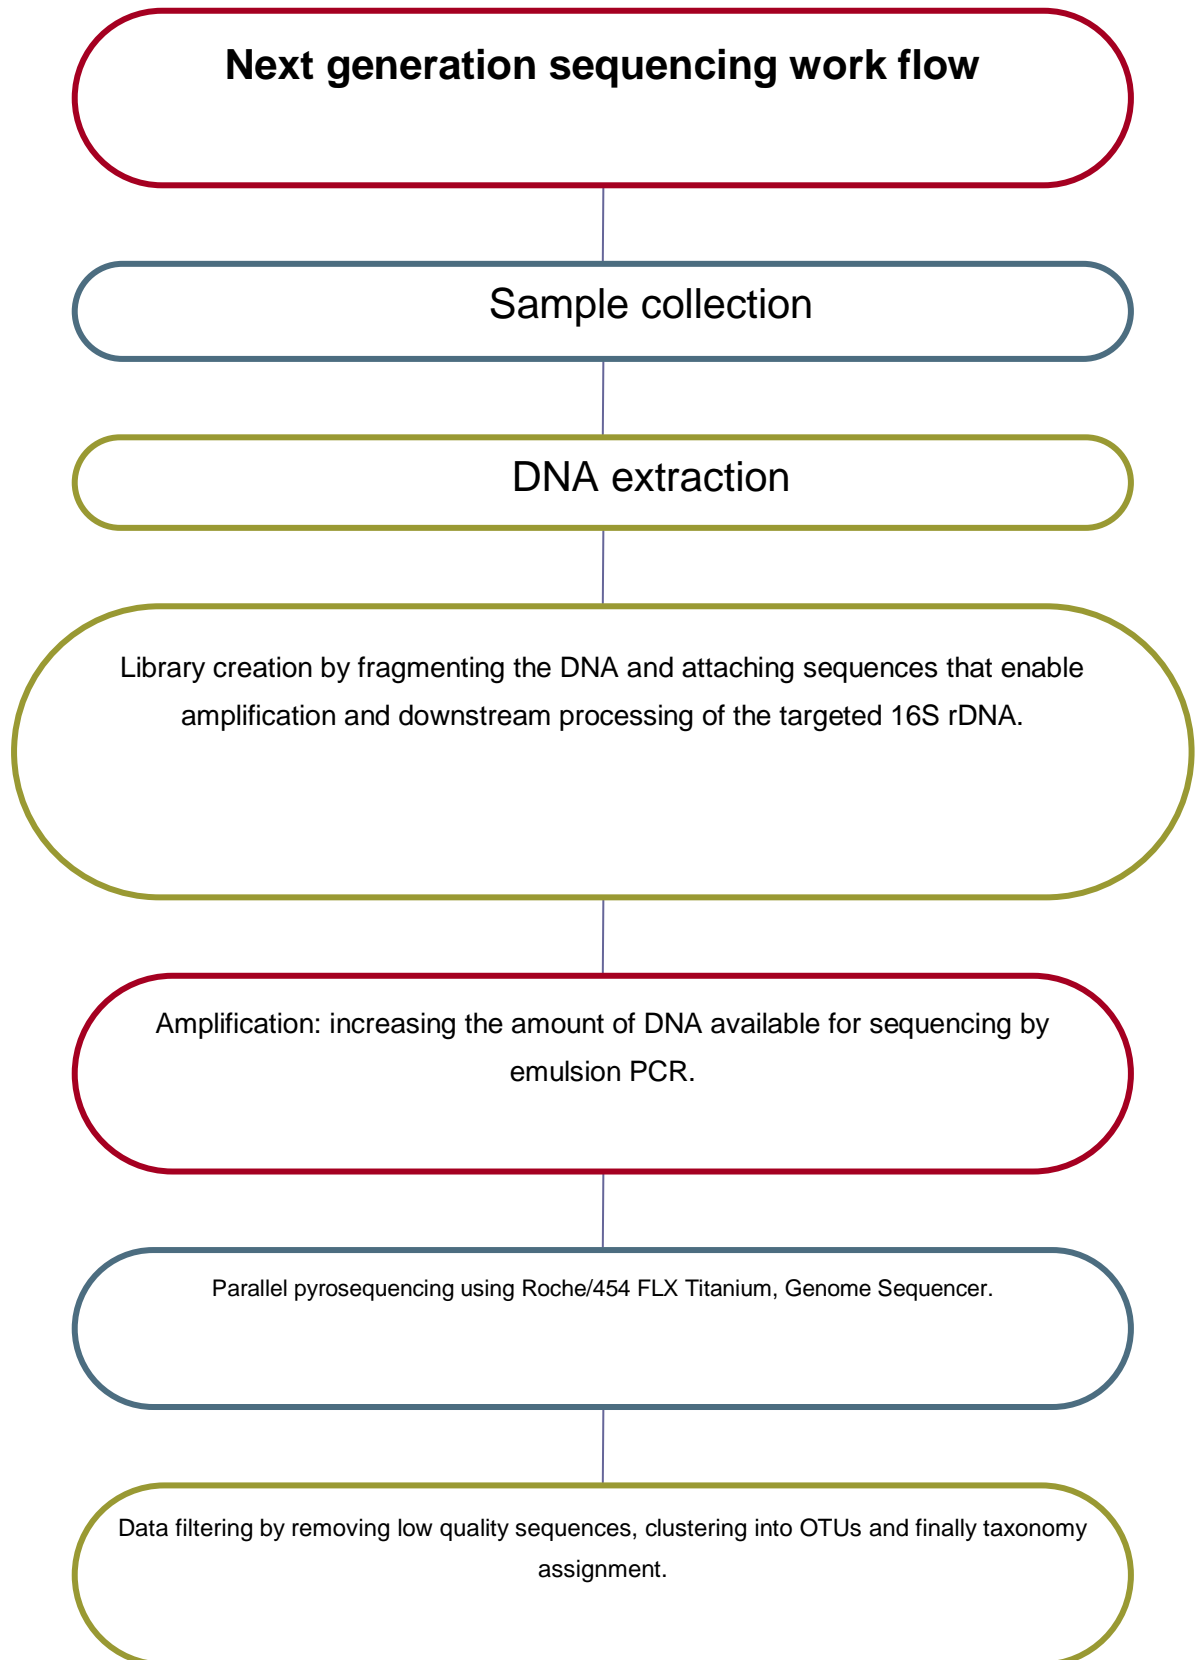 Next generation sequencing work flow
Sample collection
DNA extraction
Library creation by fragmenting the DNA and attaching sequences that enable
amplification and downstream processing of the targeted 16S rDNA.
Amplification: increasing the amount of DNA available for sequencing by
emulsion PCR.
Parallel pyrosequencing using Roche/454 FLX Titanium, Genome Sequencer.
Data filtering by removing low quality sequences, clustering into OTUs and finally taxonomy
assignment.